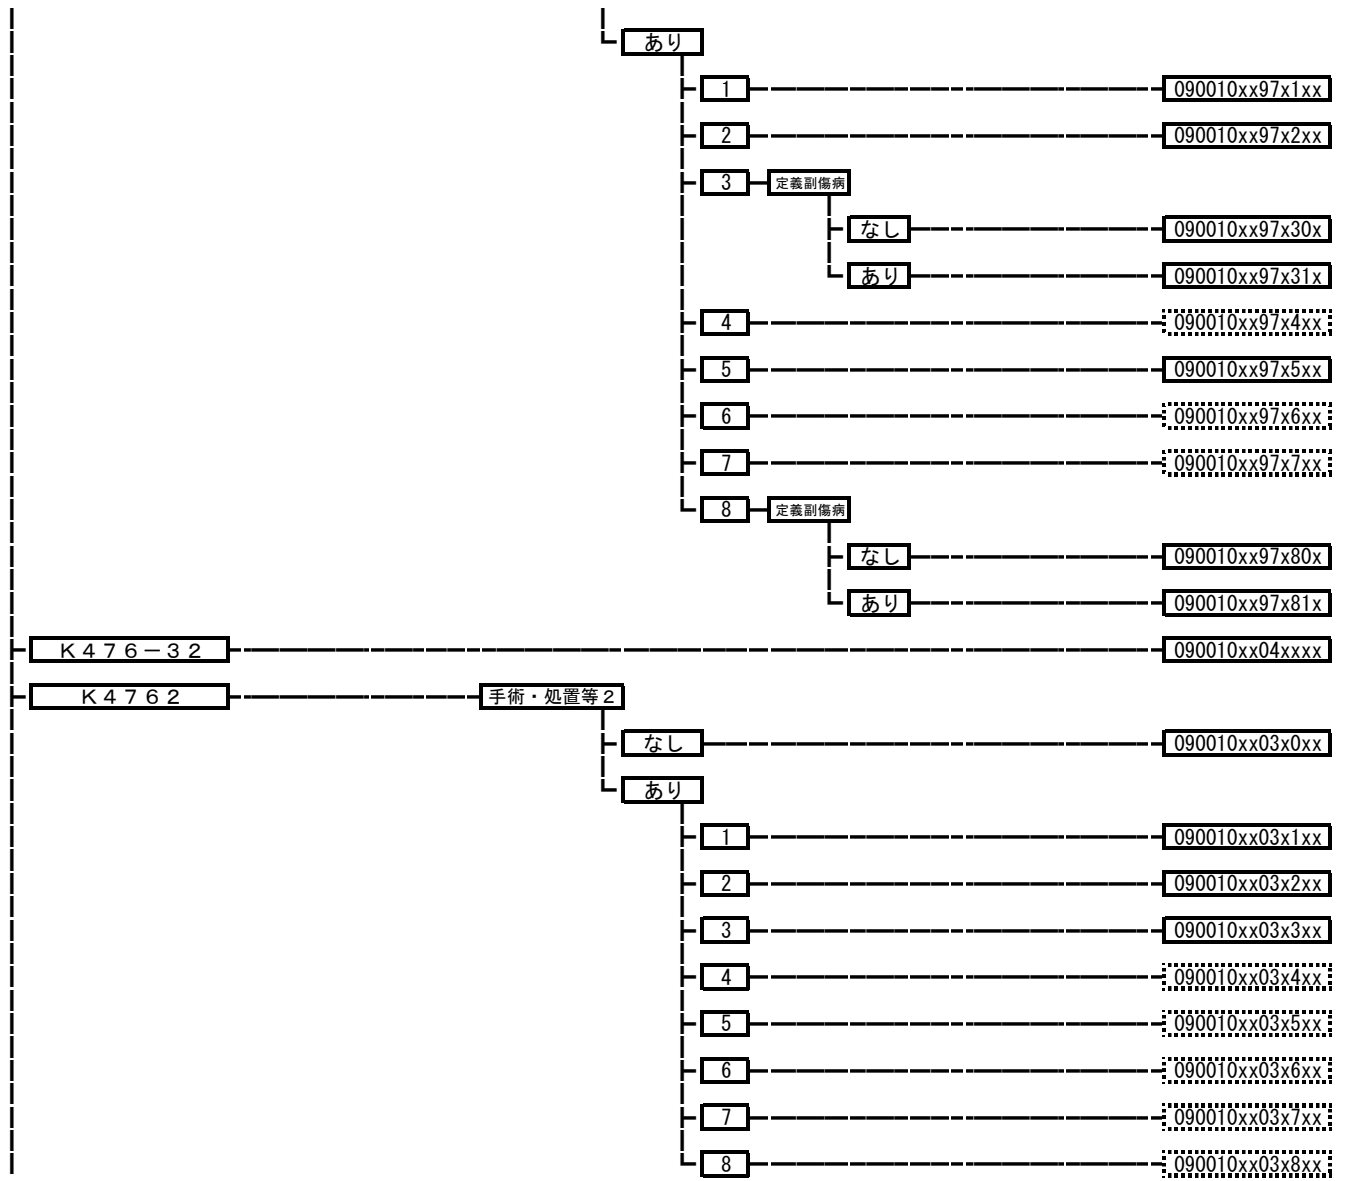 あり
1 090010xx97x1xx
2 090010xx97x2xx
3 定義副傷病
なし 090010xx97x30x
あり 090010xx97x31x
4 090010xx97x4xx
5 090010xx97x5xx
6 090010xx97x6xx
7 090010xx97x7xx
8 定義副傷病
なし 090010xx97x80x
あり 090010xx97x81x
Ｋ４７６－３２ 090010xx04xxxx
Ｋ４７６２ 手術・処置等２
なし 090010xx03x0xx
あり
1 090010xx03x1xx
2 090010xx03x2xx
3 090010xx03x3xx
4 090010xx03x4xx
5 090010xx03x5xx
6 090010xx03x6xx
7 090010xx03x7xx
8 090010xx03x8xx